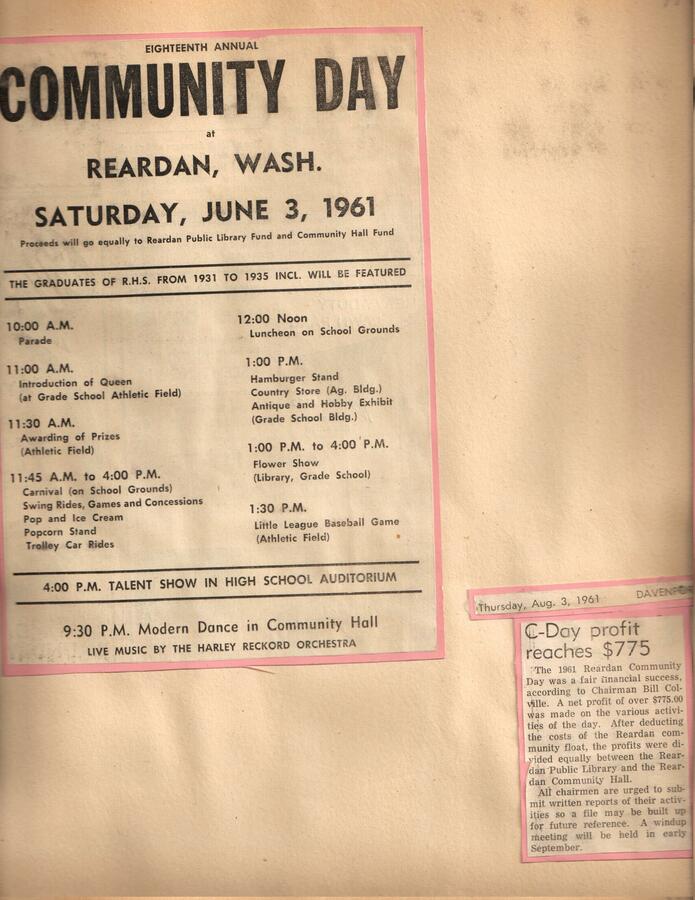 EIGHTEENTH ANNUAL
COMMUNITY DAY
at
REARDAN, WASH.
SATURDAY, JUNE 3, 1961
Proceeds will go equally to Reardan Public Library Fund and Community Hall Fund
THE GRADUATES OF R.H.S. FROM 1931 TO 1935 INCL. WILL BE FEATURED
10:00 A.M.
Parade
11:00 A.M.
Introduction of Queen
(at Grade School Athletic Field)
11:30 A.M.
Awarding of Prizes
(Athletic Field)
11:45 A.M. to 4:00 P.M.
Carnival (on School Grounds)
Swing Rides, Games and Concessions
Pop and Ice Cream
Popcorn Stand
Trolley Car Rides
12:00 Noon
Luncheon on School Grounds
1:00 P.M.
Hamburger Stand
Country Store (Ag. Bldg.)
Antique and Hobby Exhibit
(Grade School Bldg.)
1:00 P.M. to 4:00 P.M.
Flower Show
(Library, Grade School)
1:30 P.M.
Little League Baseball Game
(Athletic Field)
4:00 P.M. TALENT SHOW IN HIGH SCHOOL AUDITORIUM
9:30 P.M. Modern Dance in Community Hall
LIVE MUSIC BY THE HARLEY RECKORD ORCHESTRA
Thursday, Aug. 3, 1961 DAVENPOR
C-Day profit
reaches $775
The 1961 Reardan Community
Day was a fair financial success,
according to Chairman Bill Col-
ville. A net profit of over $775.00
was made on the various activi-
ties of the day. After deducting
the costs of the Reardan com-
munity float, the profits were di-
vided equally between the Rear-
dan Public Library and the Rear-
dan Community Hall.
All chairmen are urged to sub-
mit written reports of their activ-
ities so a file may be built up
for future reference. A windup
meeting will be held in early
September.